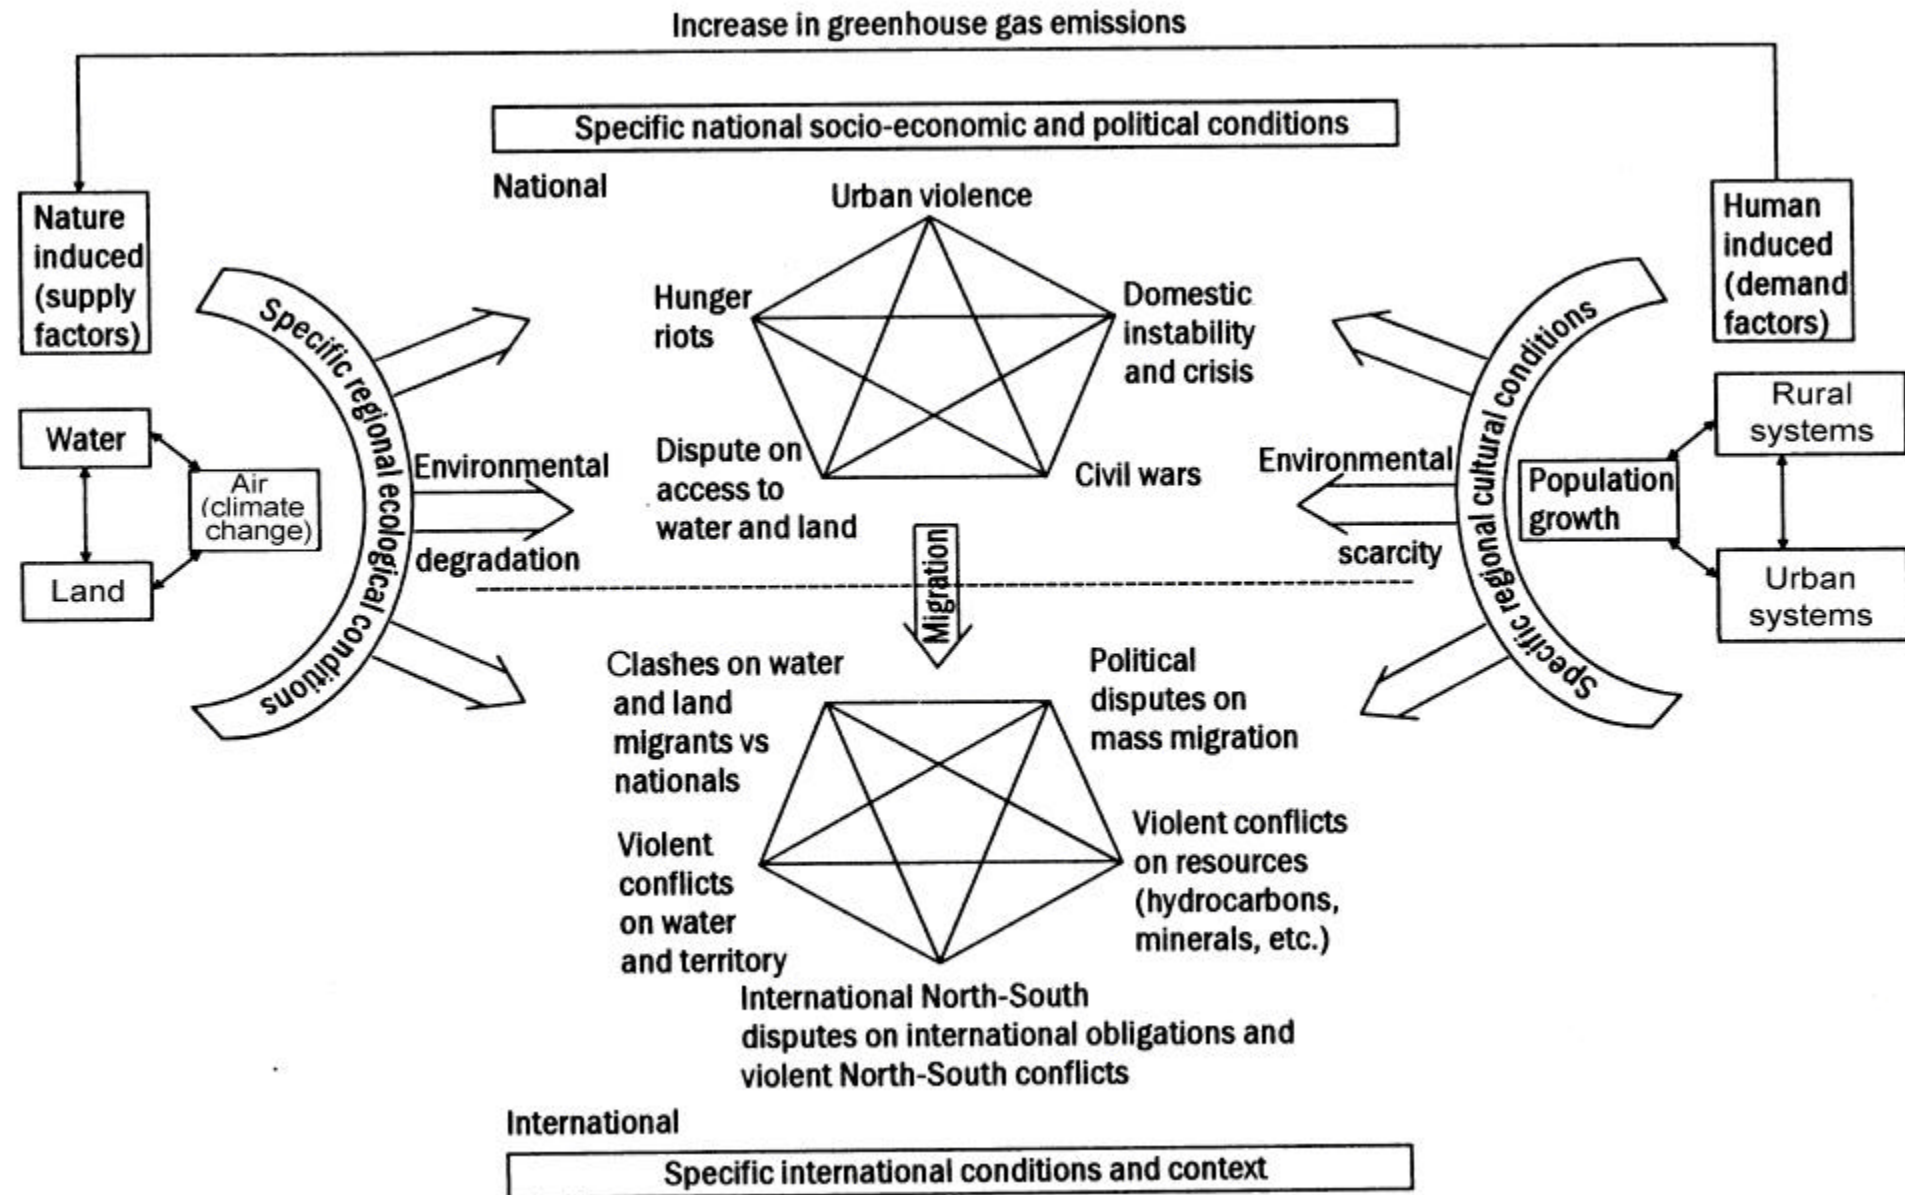 Increase in greenhouse gas emissions
Specific national socio-economic and political conditions
National
Nature
induced
(supply
factors)
Water
Air
(climate
change)
Land
Specific regional ecological conditions
Environmental
degradation
Urban violence
Hunger
riots
Domestic
instability
and crisis
Dispute on
access to
water and land
Civil wars
Migration
Human
induced
(demand
factors)
Rural
systems
Population
growth
Urban
systems
Specific regional cultural conditions
Environmental
scarcity
Clashes on water
and land
migrants vs
nationals
Political
disputes on
mass migration
Violent
conflicts
on water
and territory
Violent conflicts
on resources
(hydrocarbons,
minerals, etc.)
International North-South
disputes on international obligations and
violent North-South conflicts
International
Specific international conditions and context